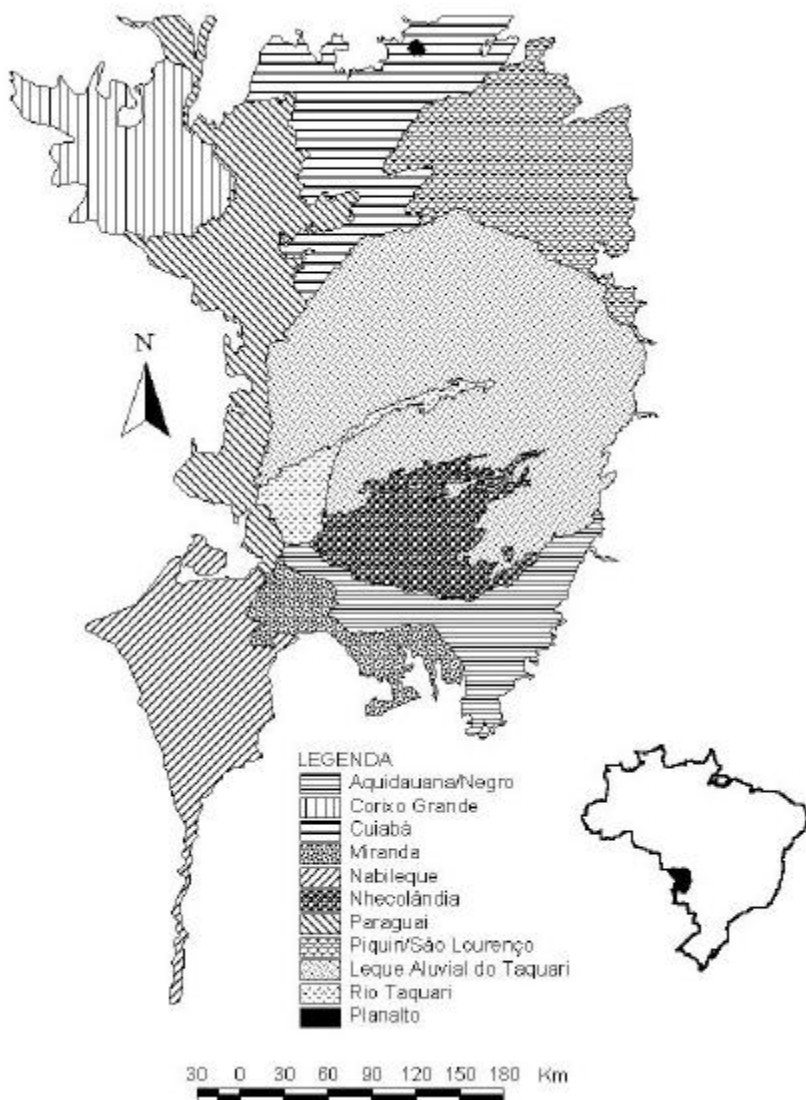 N
LEGENDA
Aquidauana/Negro
Corixo Grande
Cuiabá
Miranda
Nabileque
Nhecolândia
Paraguai
Piquiri/São Lourenço
Leque Aluvial do Taquari
Rio Taquari
Planalto
30 0 30 60 90 120 150 180 Km